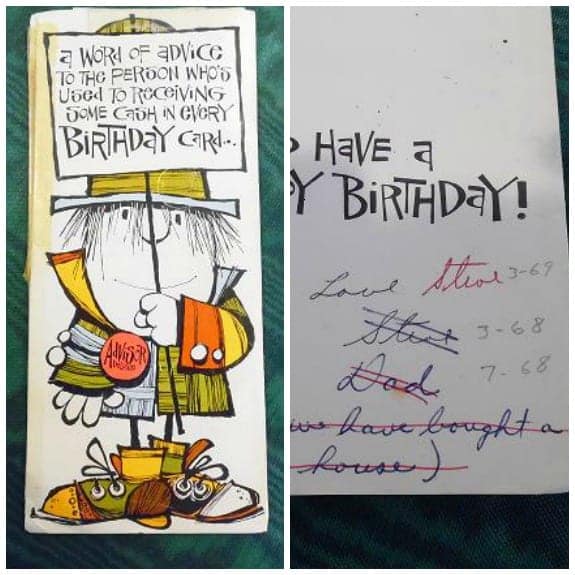 a WORD OF aDVICE
TO THE PERSON WHO'S
USED TO RECEIVING
SOME CaSH IN EVERY
BIRTHDaY CaRd..
ADVISOR
HaVE a
Y BIRTHDaY!
Love Steve 3-69
Steve 3-68
Dad 7-68
we have bought a
house)